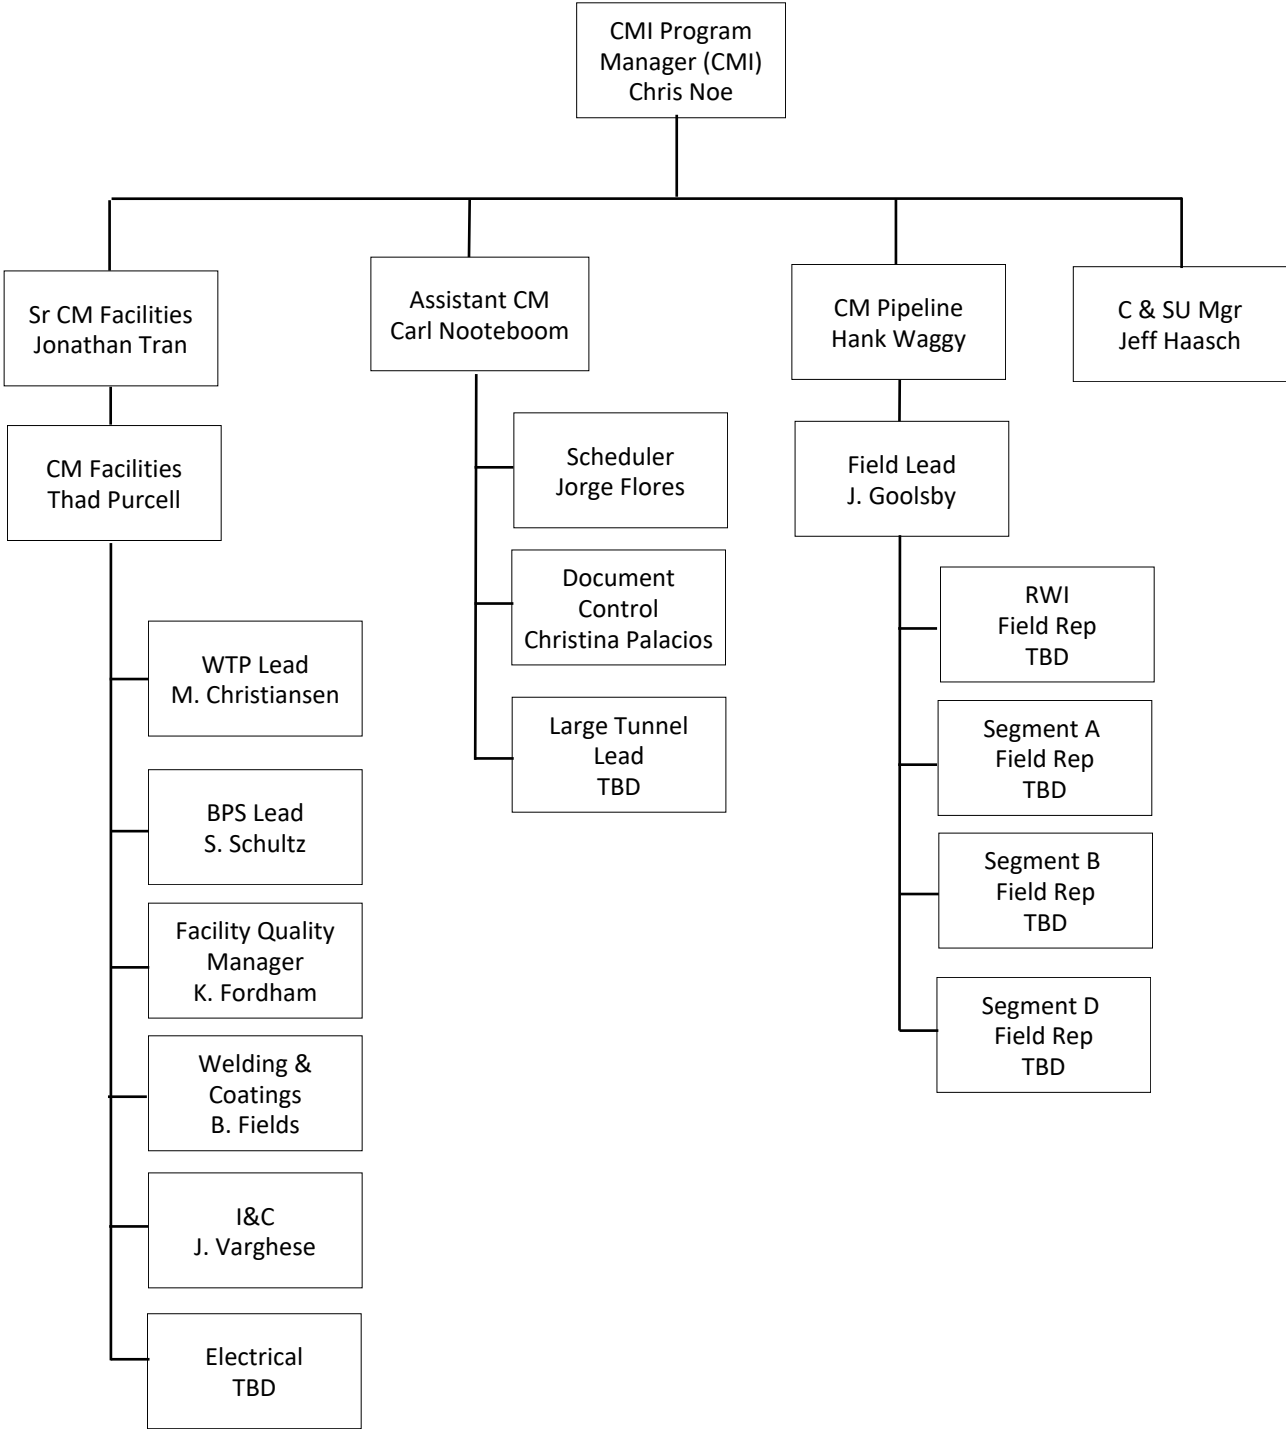 CMI Program
Manager (CMI)
Chris Noe
Sr CM Facilities
Jonathan Tran
Assistant CM
Carl Nooteboom
CM Pipeline
Hank Waggy
C & SU Mgr
Jeff Haasch
CM Facilities
Thad Purcell
WTP Lead
M. Christiansen
BPS Lead
S. Schultz
Facility Quality
Manager
K. Fordham
Welding &
Coatings
B. Fields
I&C
J. Varghese
Electrical
TBD
Scheduler
Jorge Flores
Document
Control
Christina Palacios
Large Tunnel
Lead
TBD
Field Lead
J. Goolsby
RWI
Field Rep
TBD
Segment A
Field Rep
TBD
Segment B
Field Rep
TBD
Segment D
Field Rep
TBD